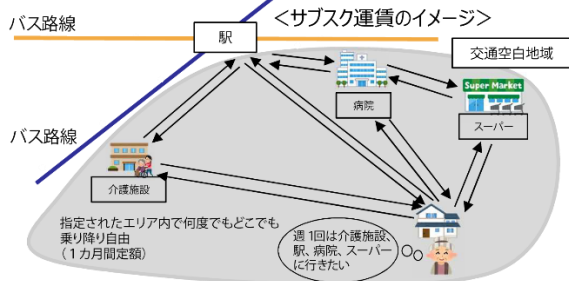 <サブスク運賃のイメージ>
バス路線
駅
交通空白地域
病院
Super Market
スーパー
バス路線
介護施設
指定されたエリア内で何度でもどこでも
乗り降り自由
(1カ月間定額)
週1回は介護施設、
駅、病院、スーパー
に行きたい